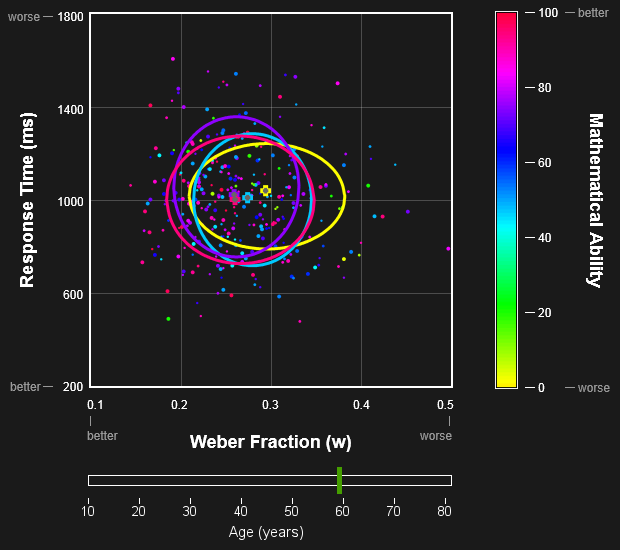 worse
1800
1400
1000
600
200
better
Response Time (ms)
0.1 0.2 0.3 0.4 0.5
better
worse
Weber Fraction (w)
100
80
60
40
20
0
better
worse
Mathematical Ability
10 20 30 40 50 60 70 80
Age (years)